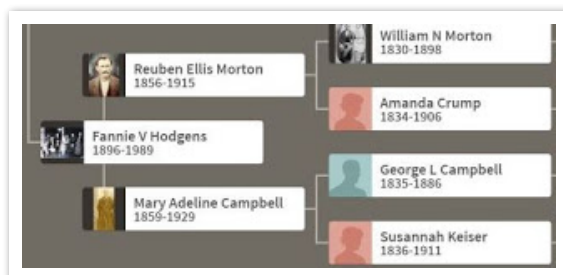 William N Morton
1830-1898
Reuben Ellis Morton
1856-1915
Amanda Crump
1834-1906
Fannie V Hodgens
1896-1989
George L Campbell
1835-1886
Mary Adeline Campbell
1859-1929
Susannah Keiser
1836-1911